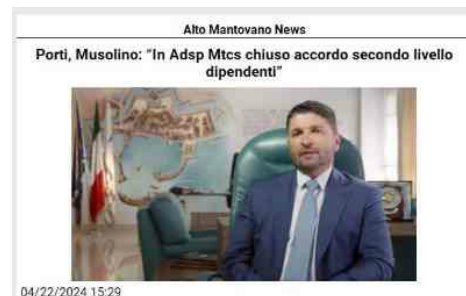 Alto Mantovano News
Porti, Musolino: “In Adsp Mtcs chiuso accordo secondo livello
dipendenti”
04/22/2024 15:29